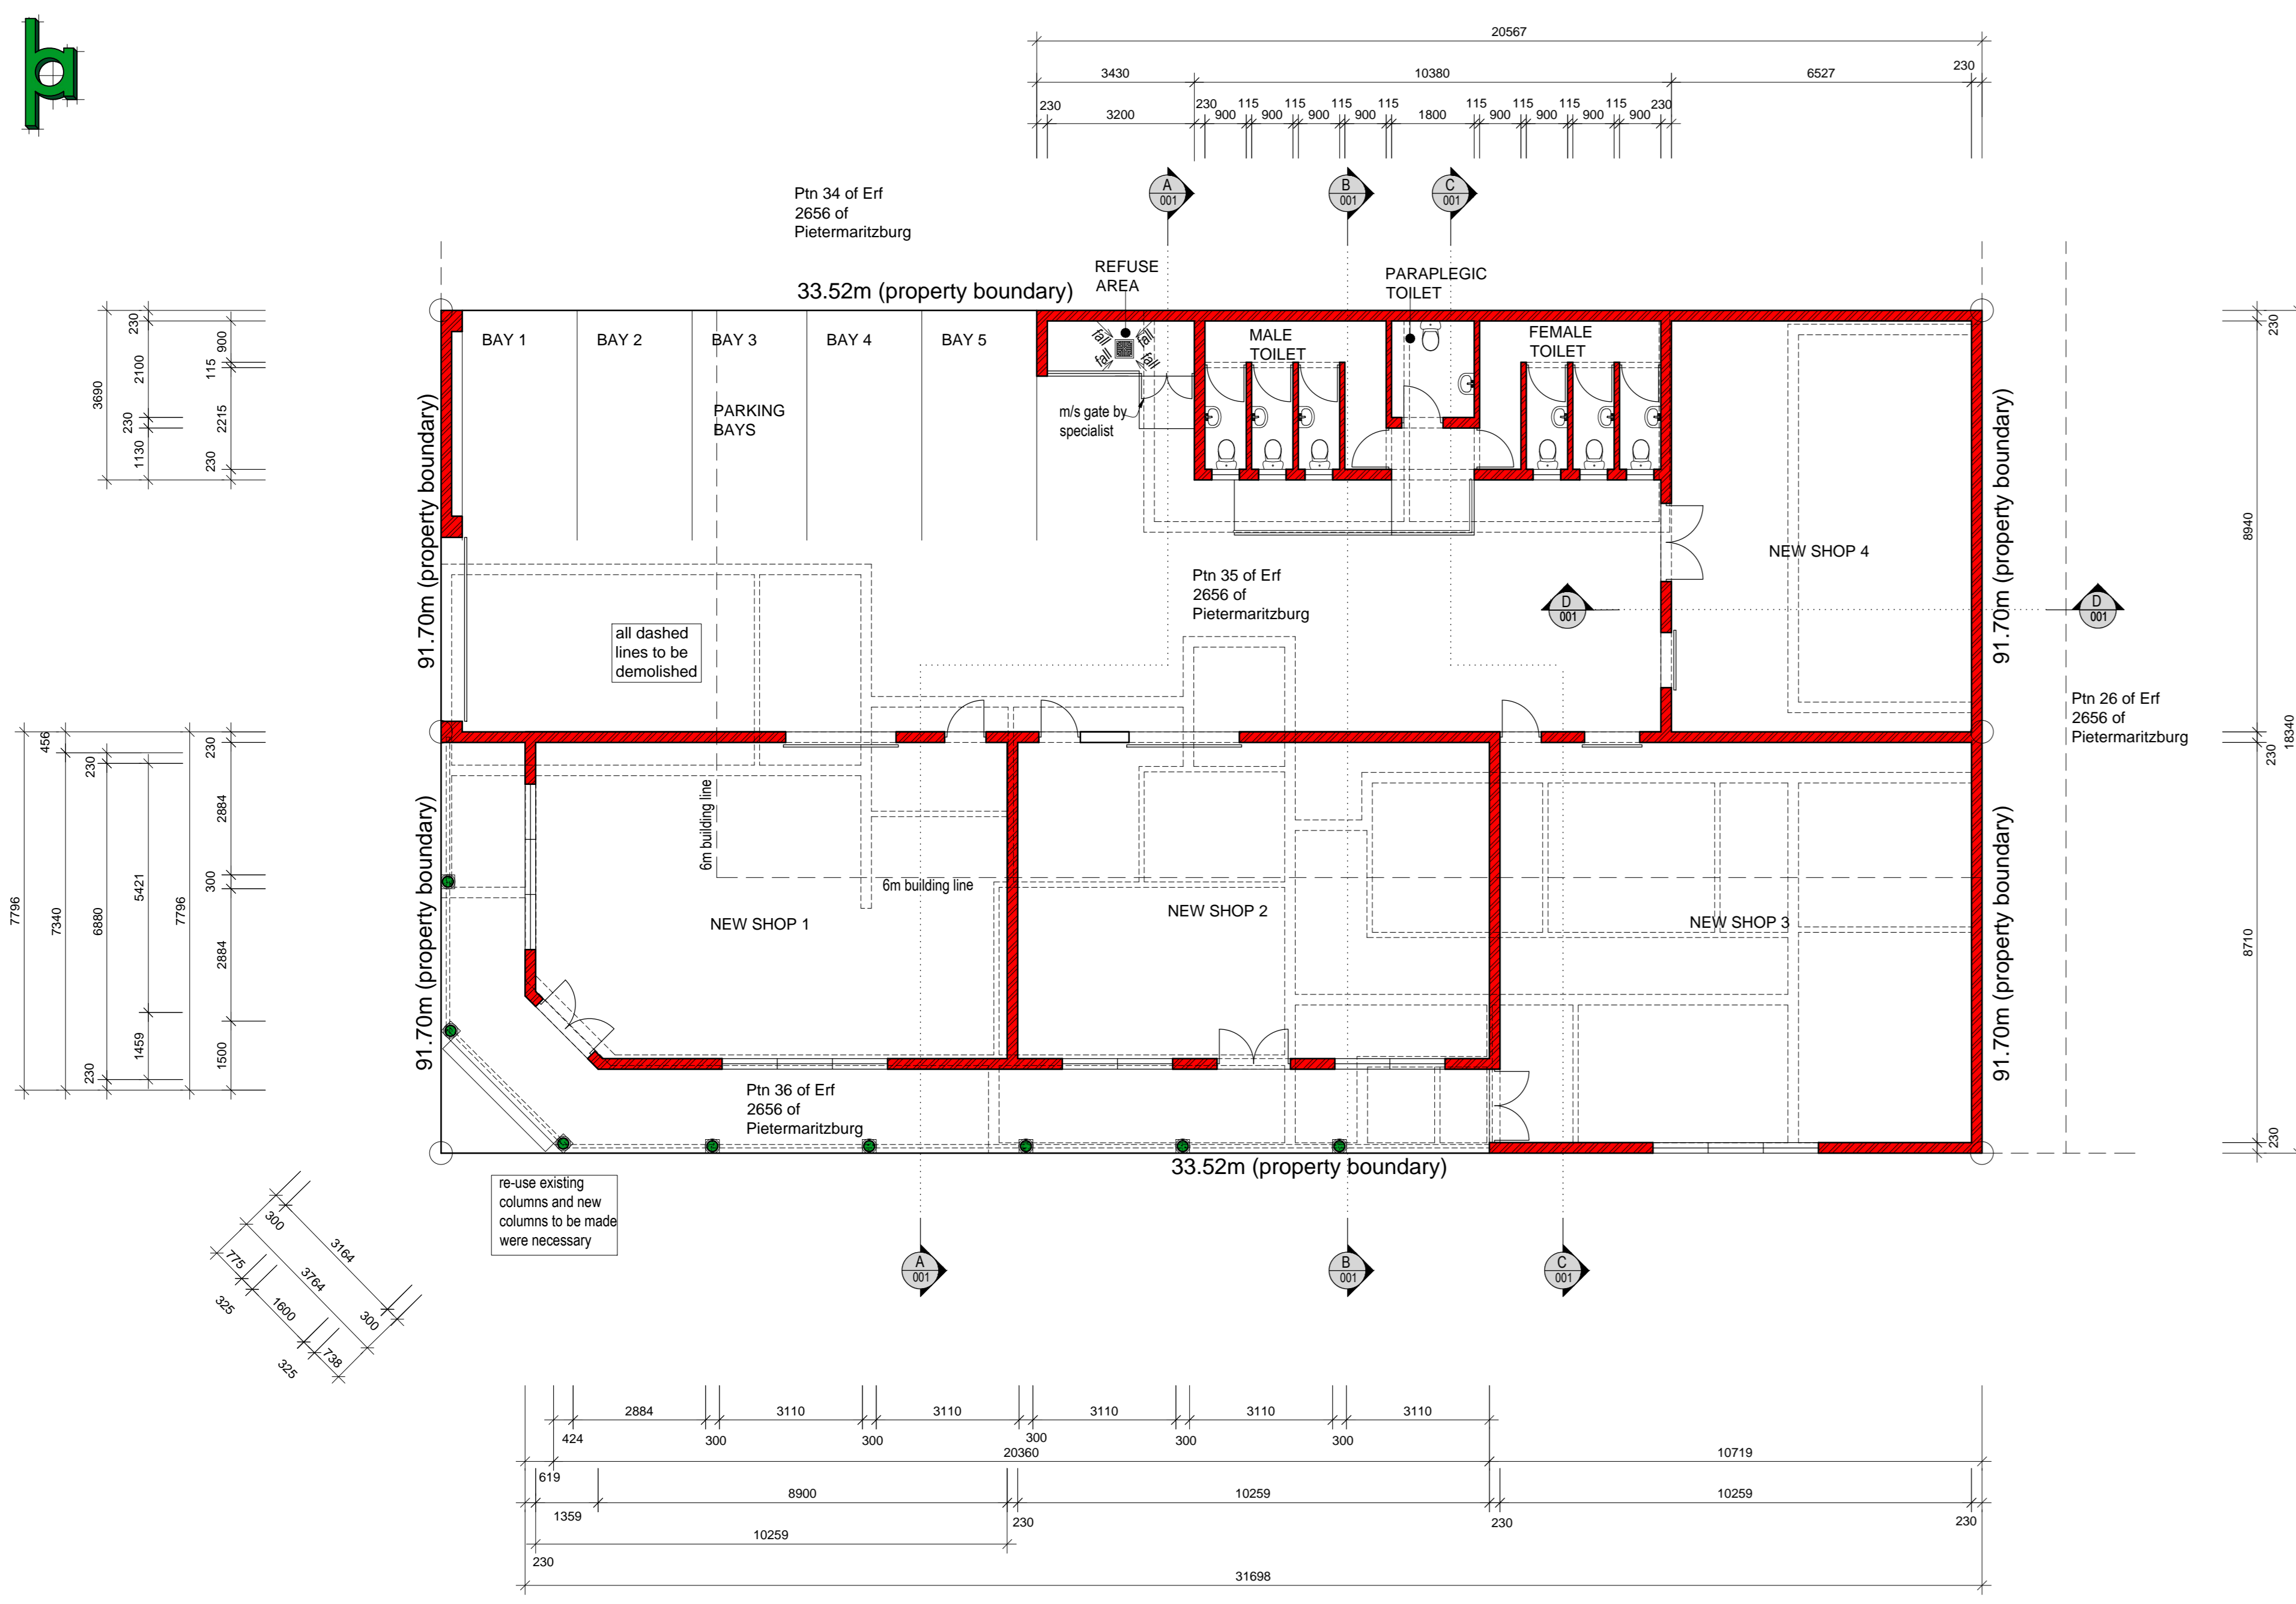 20567
3430 10380 6527 230
230 3200 230 900 115 900 115 900 115 900 115 1800 115 900 115 900 115 900 115 900 230
A
001
B
001
C
001
Ptn 34 of Erf
2656 of
Pietermaritzburg
33.52m (property boundary)
REFUSE
AREA
PARAPLEGIC
TOILET
BAY 1 BAY 2 BAY 3 BAY 4 BAY 5
fall fall
fall fall
MALE
TOILET
FEMALE
TOILET
PARKING
BAYS
m/s gate by
specialist
3690
230
2100
230
1130
900
115
2215
230
91.70m (property boundary)
91.70m (property boundary)
NEW SHOP 4
Ptn 35 of Erf
2656 of
Pietermaritzburg
D
001
D
001
all dashed
lines to be
demolished
Ptn 26 of Erf
2656 of
Pietermaritzburg
230
8940
18340
230
8710
230
7796
456
7340
230
6880
230
5421
1459
7796
230
2884
300
2884
1500
91.70m (property boundary)
91.70m (property boundary)
6m building line
6m building line
NEW SHOP 1
NEW SHOP 2
NEW SHOP 3
Ptn 36 of Erf
2656 of
Pietermaritzburg
33.52m (property boundary)
re-use existing
columns and new
columns to be made
were necessary
300
3164
775
3764
325
1600
300
738
325
A
001
B
001
C
001
2884 3110 3110 3110 3110 3110
424 300 300 300 300 300
20360 10719
619
8900 10259 10259
1359 230 230 230
10259
230
31698